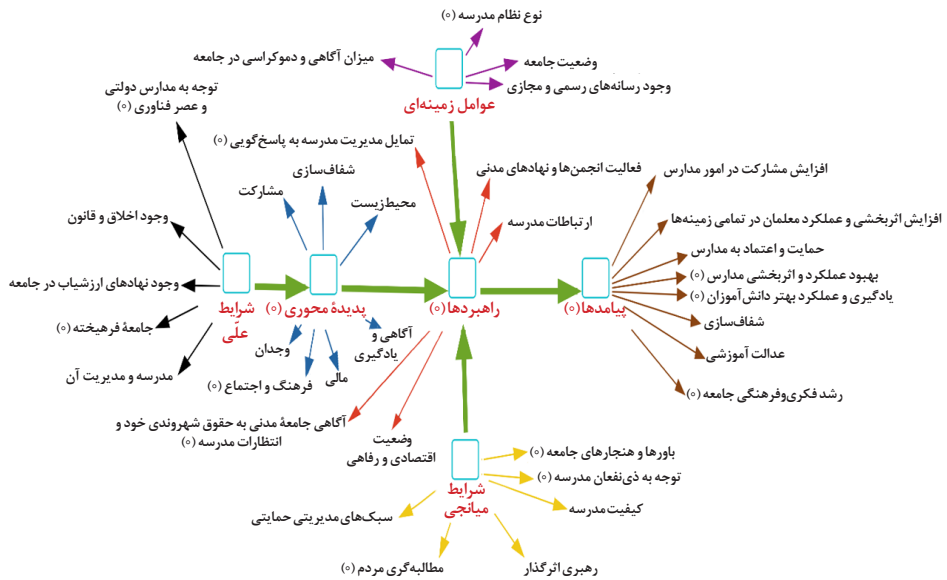 نوع نظام مدرسه (○)
میزان آگاهی و دموکراسی در جامعه
وضعیت جامعه
وجود رسانه‌های رسمی و مجازی
عوامل زمینه‌ای
توجه به مدارس دولتی
و عصر فناوری (○)
وجود اخلاق و قانون
وجود نهادهای ارزشیاب در جامعه
جامعهٔ فرهیخته (○)
مدرسه و مدیریت آن
شرایط
علّی
شفاف‌سازی
مشارکت
محیط‌زیست
پدیدهٔ محوری (○)
وجدان
فرهنگ و اجتماع (○)
مالی
آگاهی و
یادگیری
تمایل مدیریت مدرسه به پاسخ‌گویی (○)
فعالیت انجمن‌ها و نهادهای مدنی
ارتباطات مدرسه
راهبردها (○)
آگاهی جامعهٔ مدنی به حقوق شهروندی خود و
انتظارات مدرسه (○)
وضعیت
اقتصادی و رفاهی
افزایش مشارکت در امور مدارس
افزایش اثربخشی و عملکرد معلمان در تمامی زمینه‌ها
حمایت و اعتماد به مدارس
بهبود عملکرد و اثربخشی مدارس (○)
یادگیری و عملکرد بهتر دانش‌آموزان (○)
شفاف‌سازی
عدالت آموزشی
رشد فکری‌وفرهنگی جامعه (○)
پیامدها (○)
شرایط
میانجی
باورها و هنجارهای جامعه (○)
توجه به ذی‌نفعان مدرسه (○)
کیفیت مدرسه
رهبری اثرگذار
مطالبه‌گری مردم (○)
سبک‌های مدیریتی حمایتی